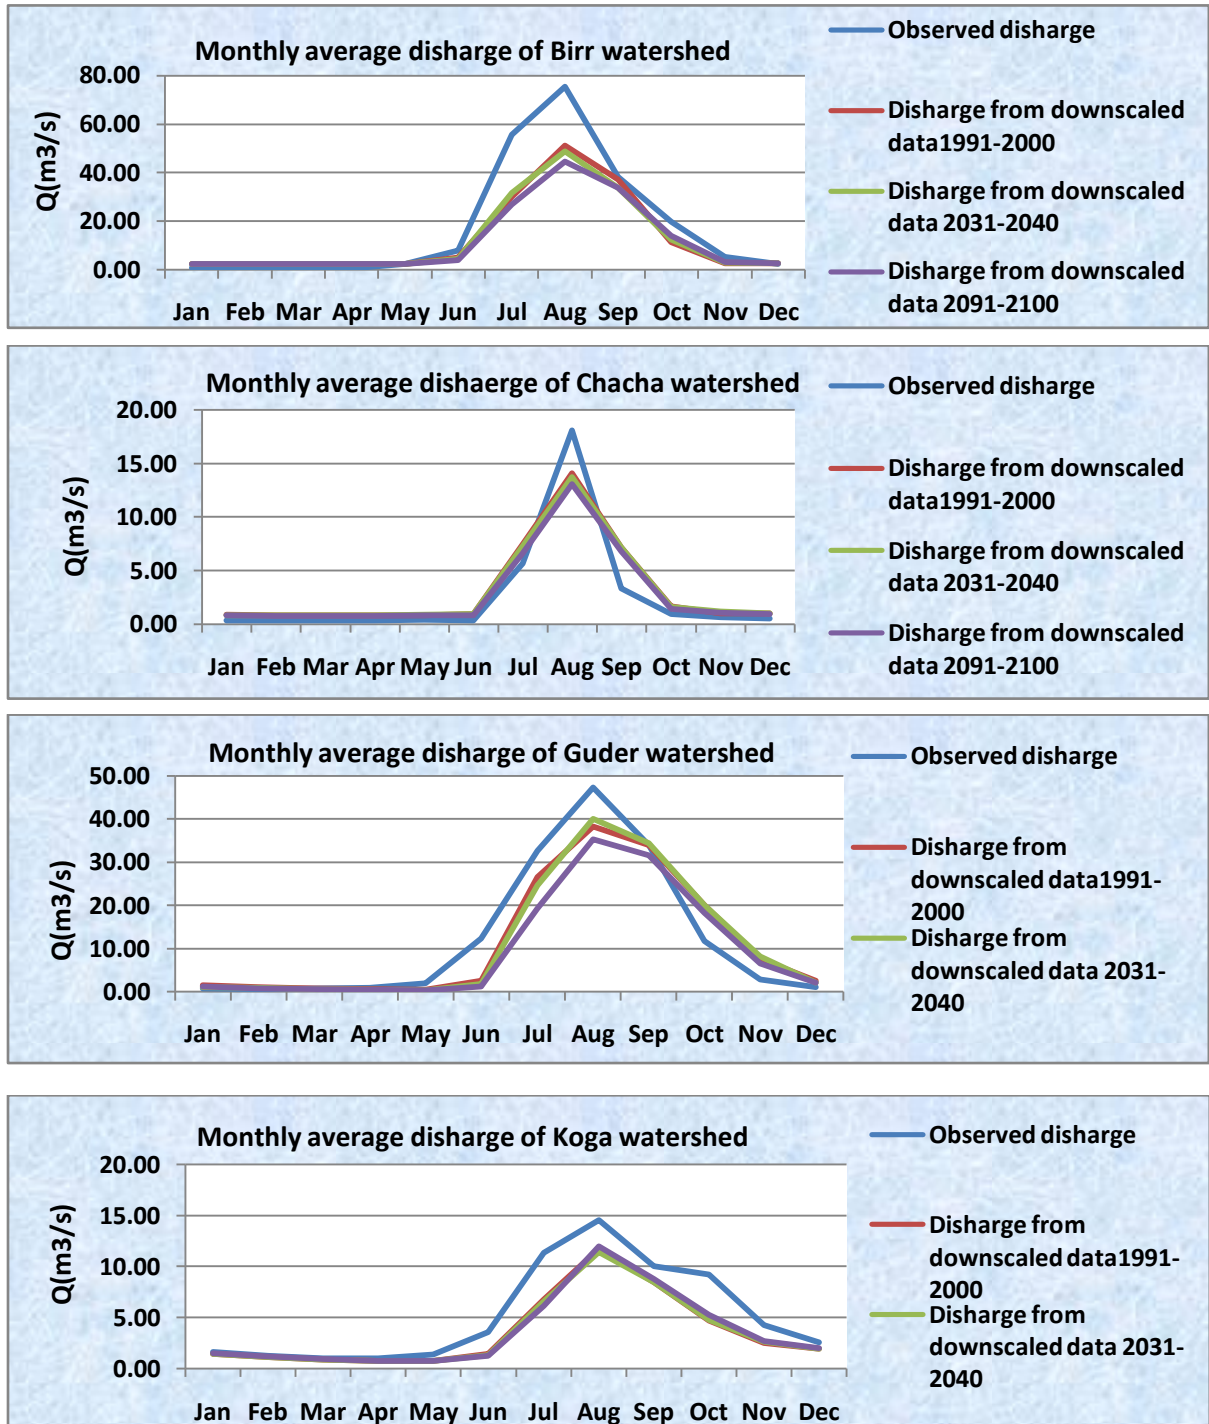 Monthly average disharge of Birr watershed
Q(m3/s)
80.00
60.00
40.00
20.00
0.00
Jan Feb Mar Apr May Jun Jul Aug Sep Oct Nov Dec
Observed disharge
Disharge from downscaled
data1991-2000
Disharge from downscaled
data 2031-2040
Disharge from downscaled
data 2091-2100
Monthly average dishaerge of Chacha watershed
Q(m3/s)
20.00
15.00
10.00
5.00
0.00
Jan Feb Mar Apr May Jun Jul Aug Sep Oct Nov Dec
Observed disharge
Disharge from downscaled
data1991-2000
Disharge from downscaled
data 2031-2040
Disharge from downscaled
data 2091-2100
Monthly average disharge of Guder watershed
Q(m3/s)
50.00
40.00
30.00
20.00
10.00
0.00
Jan Feb Mar Apr May Jun Jul Aug Sep Oct Nov Dec
Observed disharge
Disharge from
downscaled data1991-
2000
Disharge from
downscaled data 2031-
2040
Monthly average disharge of Koga watershed
Q(m3/s)
20.00
15.00
10.00
5.00
0.00
Jan Feb Mar Apr May Jun Jul Aug Sep Oct Nov Dec
Observed disharge
Disharge from
downscaled data1991-
2000
Disharge from
downscaled data 2031-
2040